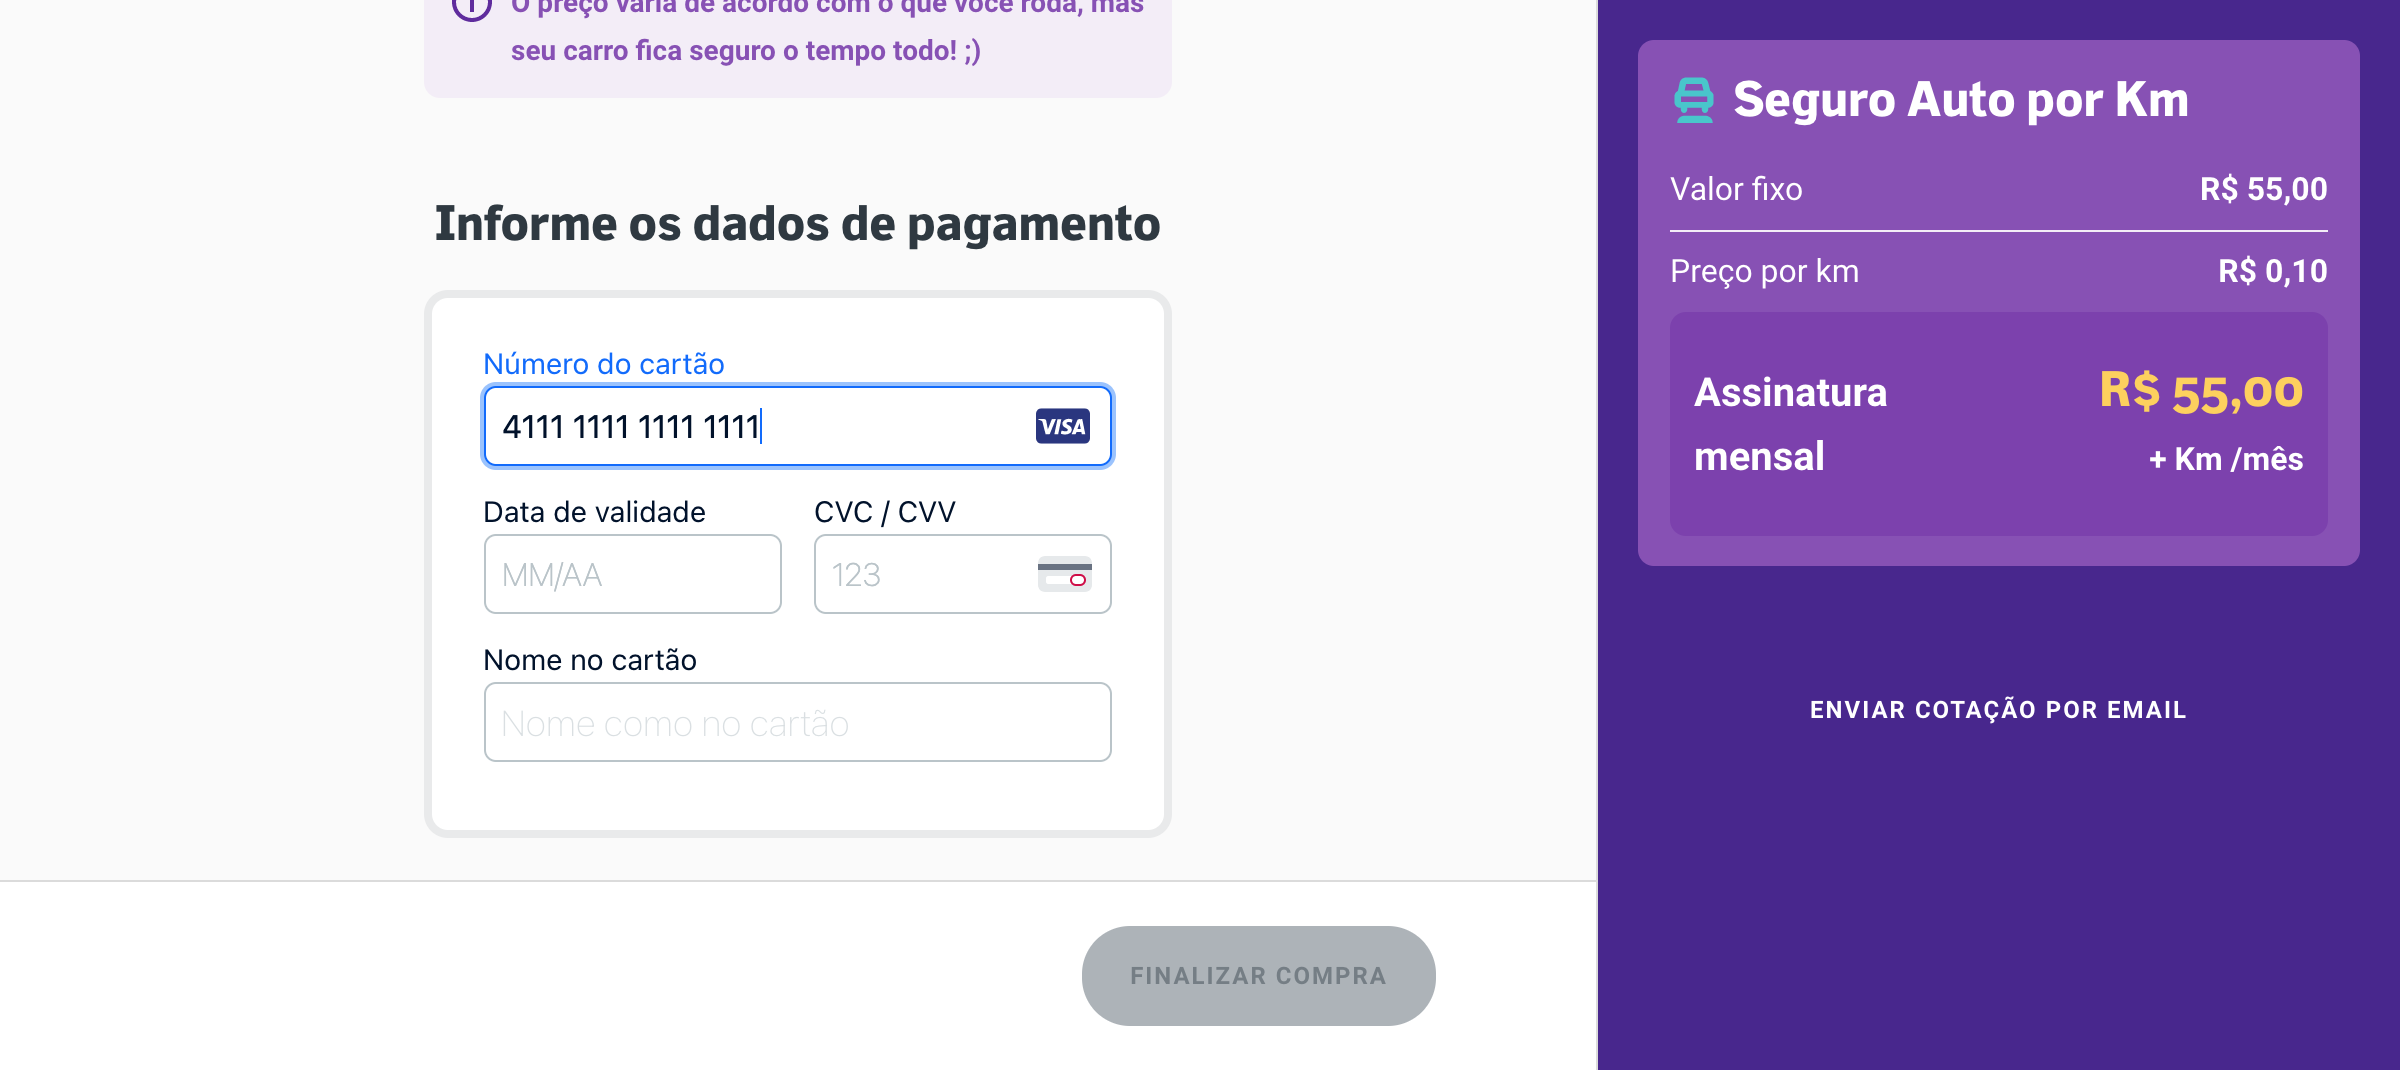 O preço varia de acordo com o que você roda, mas
seu carro fica seguro o tempo todo! ;)
Informe os dados de pagamento
Número do cartão
4111 1111 1111 1111
VISA
Data de validade
CVC / CVV
MM/AA
123
Nome no cartão
Nome como no cartão
FINALIZAR COMPRA
Seguro Auto por Km
Valor fixo
R$ 55,00
Preço por km
R$ 0,10
Assinatura
mensal
R$ 55,00
+ Km /mês
ENVIAR COTAÇÃO POR EMAIL